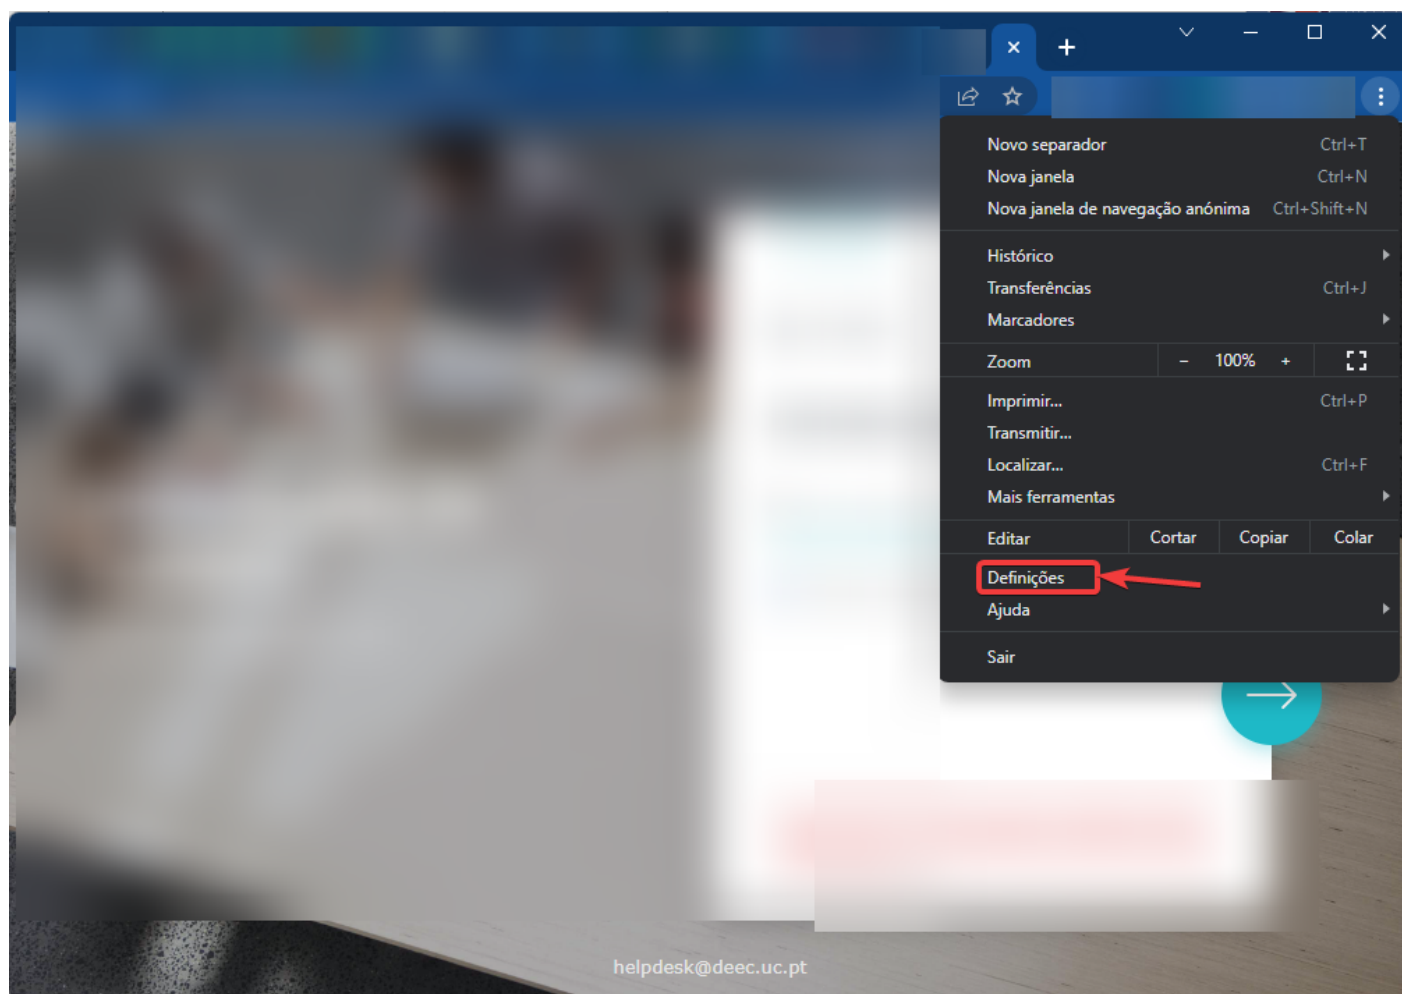 Novo separador Ctrl+T
Nova janela Ctrl+N
Nova janela de navegação anónima Ctrl+Shift+N
Histórico
Transferências Ctrl+J
Marcadores
Zoom - 100% +
Imprimir... Ctrl+P
Transmitir...
Localizar... Ctrl+F
Mais ferramentas
Editar Cortar Copiar Colar
Definições
Ajuda
Sair
helpdesk@deec.uc.pt